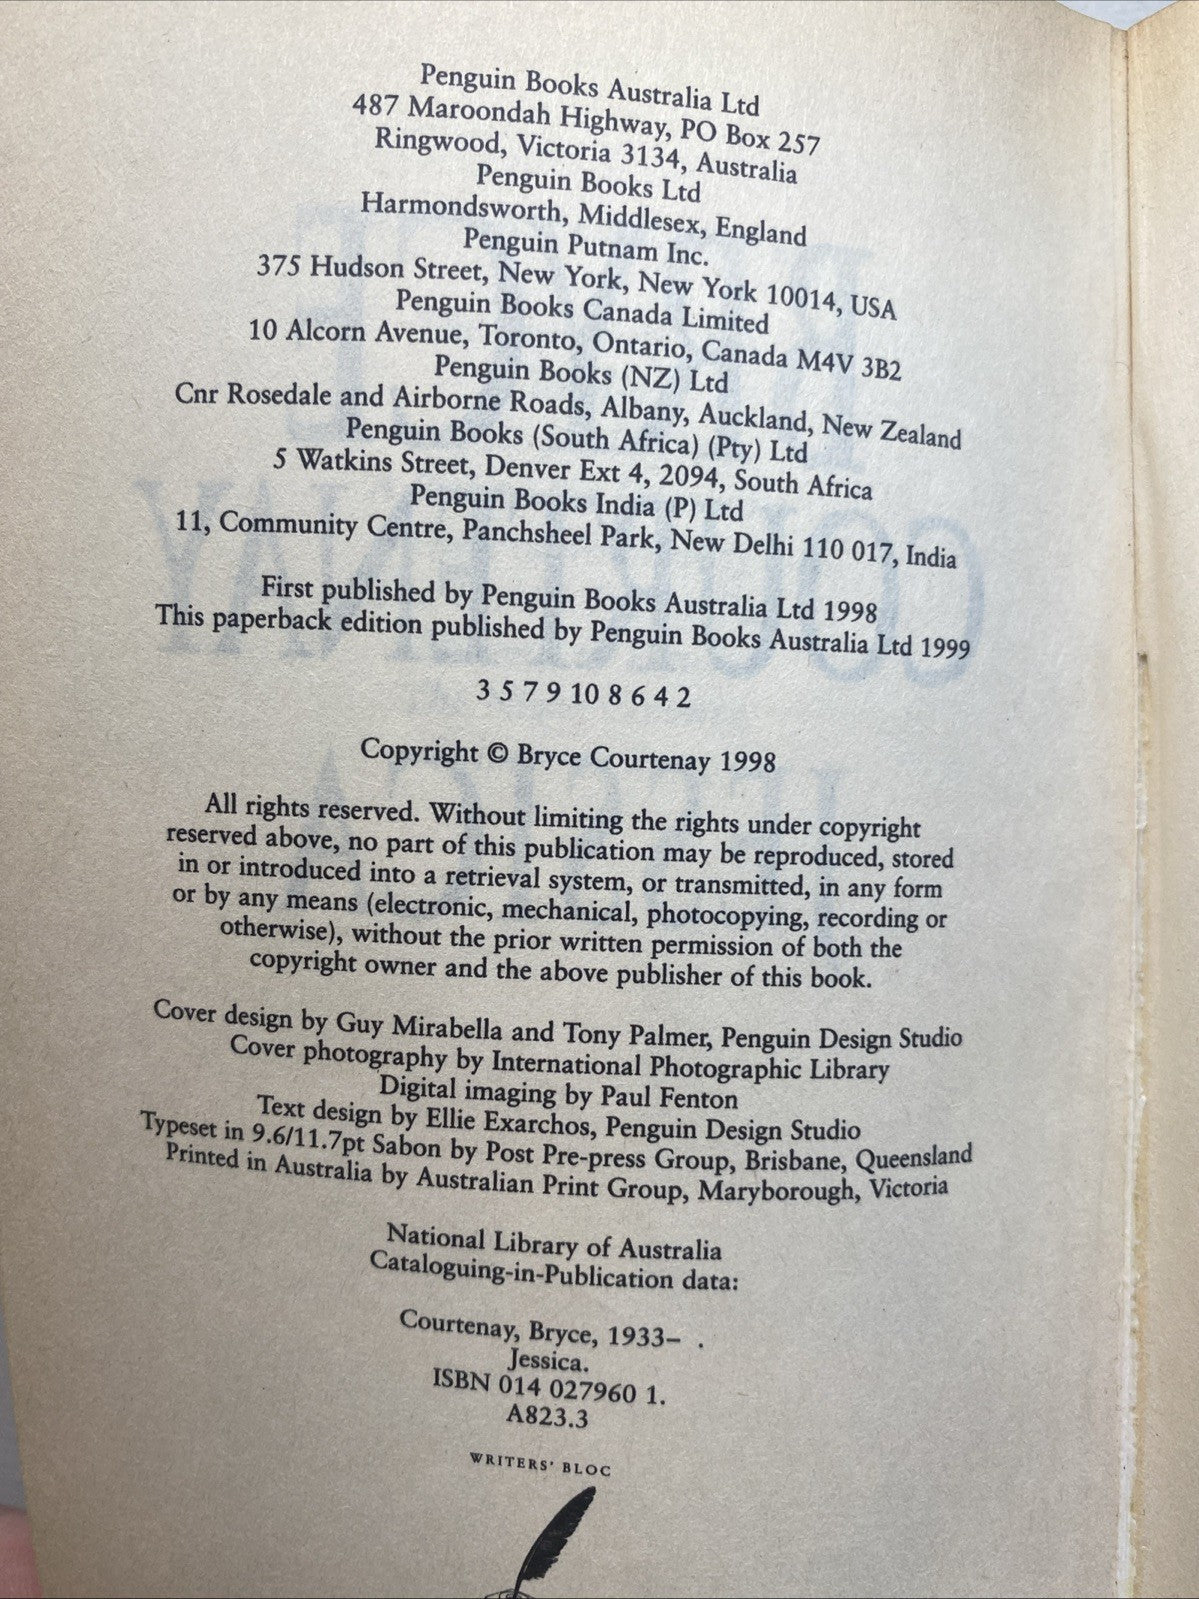 Penguin Books Australia Ltd
487 Maroondah Highway, PO Box 257
Ringwood, Victoria 3134, Australia
Penguin Books Ltd
Harmondsworth, Middlesex, England
Penguin Putnam Inc.
375 Hudson Street, New York, New York 10014, USA
Penguin Books Canada Limited
10 Alcorn Avenue, Toronto, Ontario, Canada M4V 3B2
Penguin Books (NZ) Ltd
Cnr Rosedale and Airborne Roads, Albany, Auckland, New Zealand
Penguin Books (South Africa) (Pty) Ltd
5 Watkins Street, Denver Ext 4, 2094, South Africa
Penguin Books India (P) Ltd
11, Community Centre, Panchsheel Park, New Delhi 110 017, India
First published by Penguin Books Australia Ltd 1998
This paperback edition published by Penguin Books Australia Ltd 1999
3 5 7 9 10 8 6 4 2
Copyright © Bryce Courtenay 1998
All rights reserved. Without limiting the rights under copyright
reserved above, no part of this publication may be reproduced, stored
in or introduced into a retrieval system, or transmitted, in any form
or by any means (electronic, mechanical, photocopying, recording or
otherwise), without the prior written permission of both the
copyright owner and the above publisher of this book.
Cover design by Guy Mirabella and Tony Palmer, Penguin Design Studio
Cover photography by International Photographic Library
Digital imaging by Paul Fenton
Text design by Ellie Exarchos, Penguin Design Studio
Typeset in 9.6/11.7pt Sabon by Post Pre-press Group, Brisbane, Queensland
Printed in Australia by Australian Print Group, Maryborough, Victoria
National Library of Australia
Cataloguing-in-Publication data:
Courtenay, Bryce, 1933– .
Jessica.
ISBN 014 027960 1.
A823.3
WRITERS' BLOC